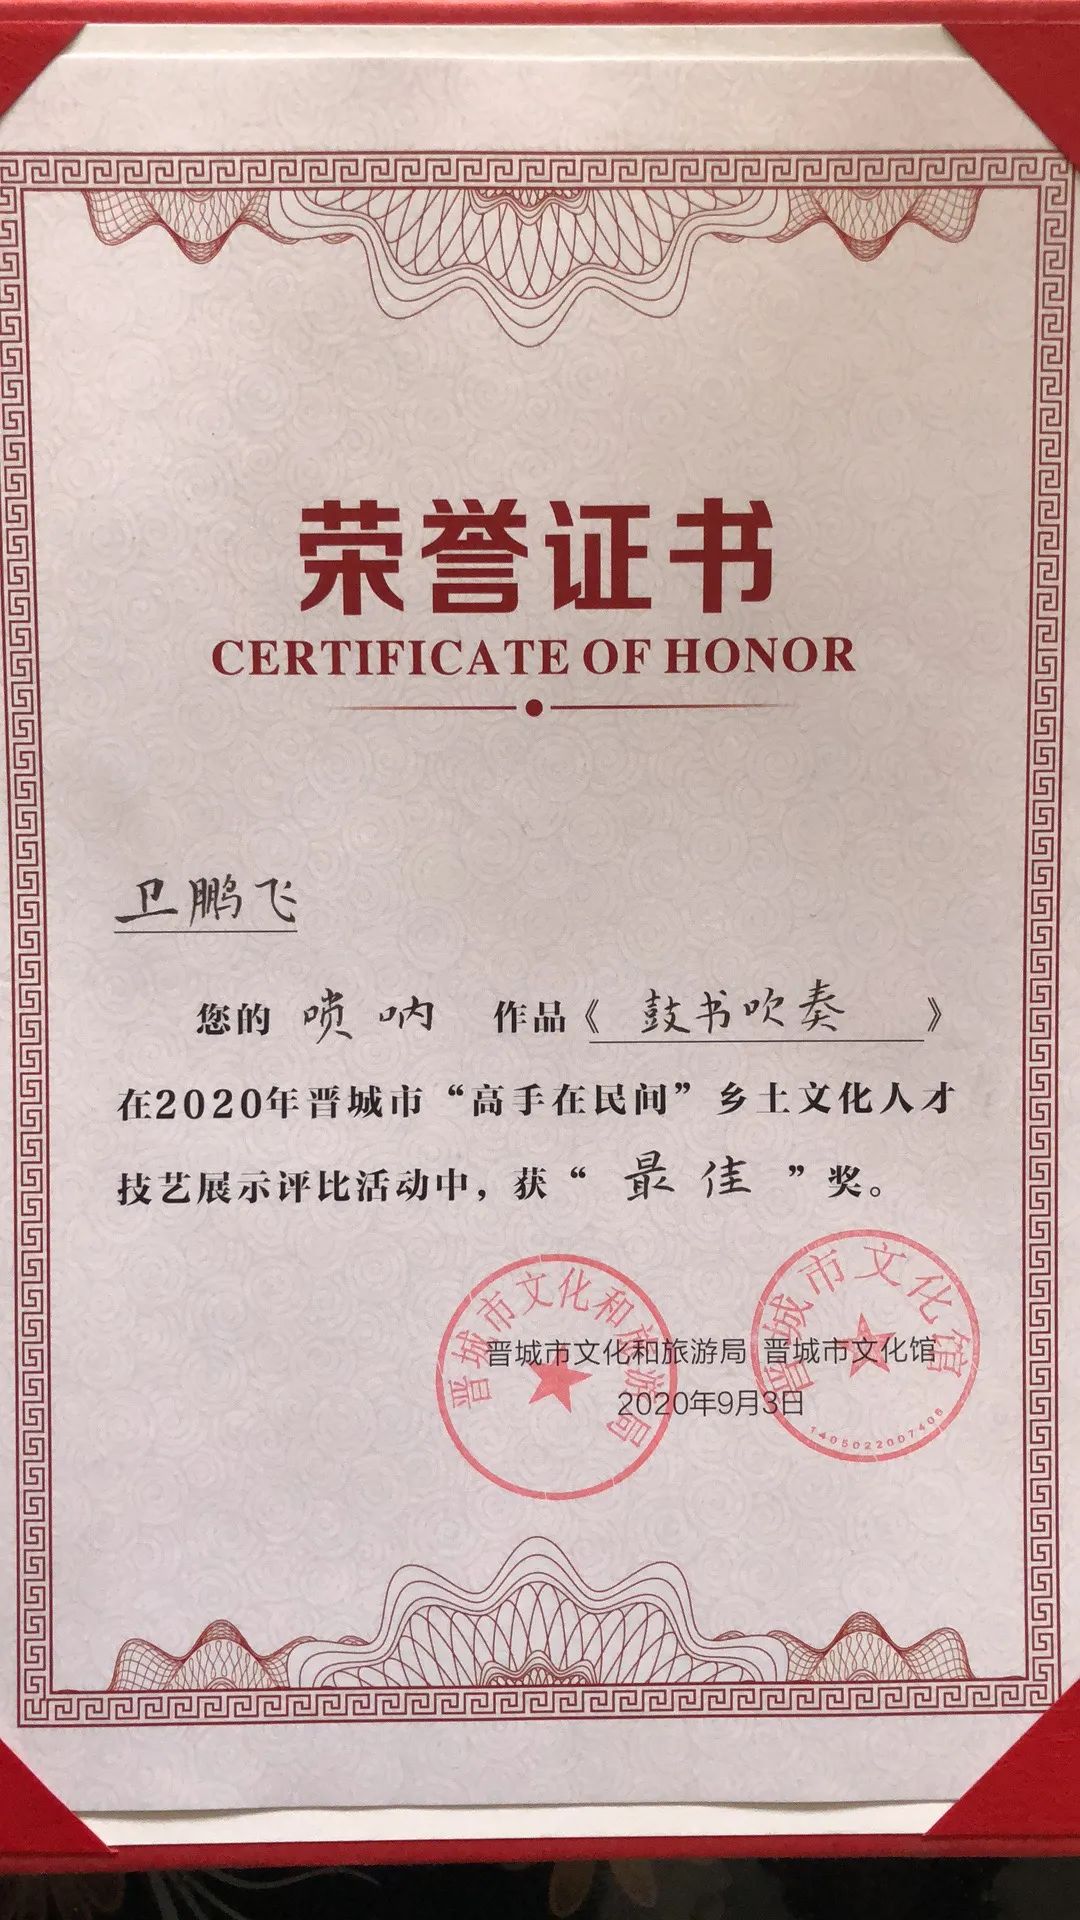 荣誉证书
CERTIFICATE OF HONOR
卫鹏飞
您的 唢呐 作品《 鼓书吹奏 》
在2020年晋城市“高手在民间”乡土文化人才
技艺展示评比活动中，获“ 最佳 ”奖。
晋城市文化和旅游局 晋城市文化馆
2020年9月3日
晋城市文化和旅游局
晋城市文化馆
1405022007408